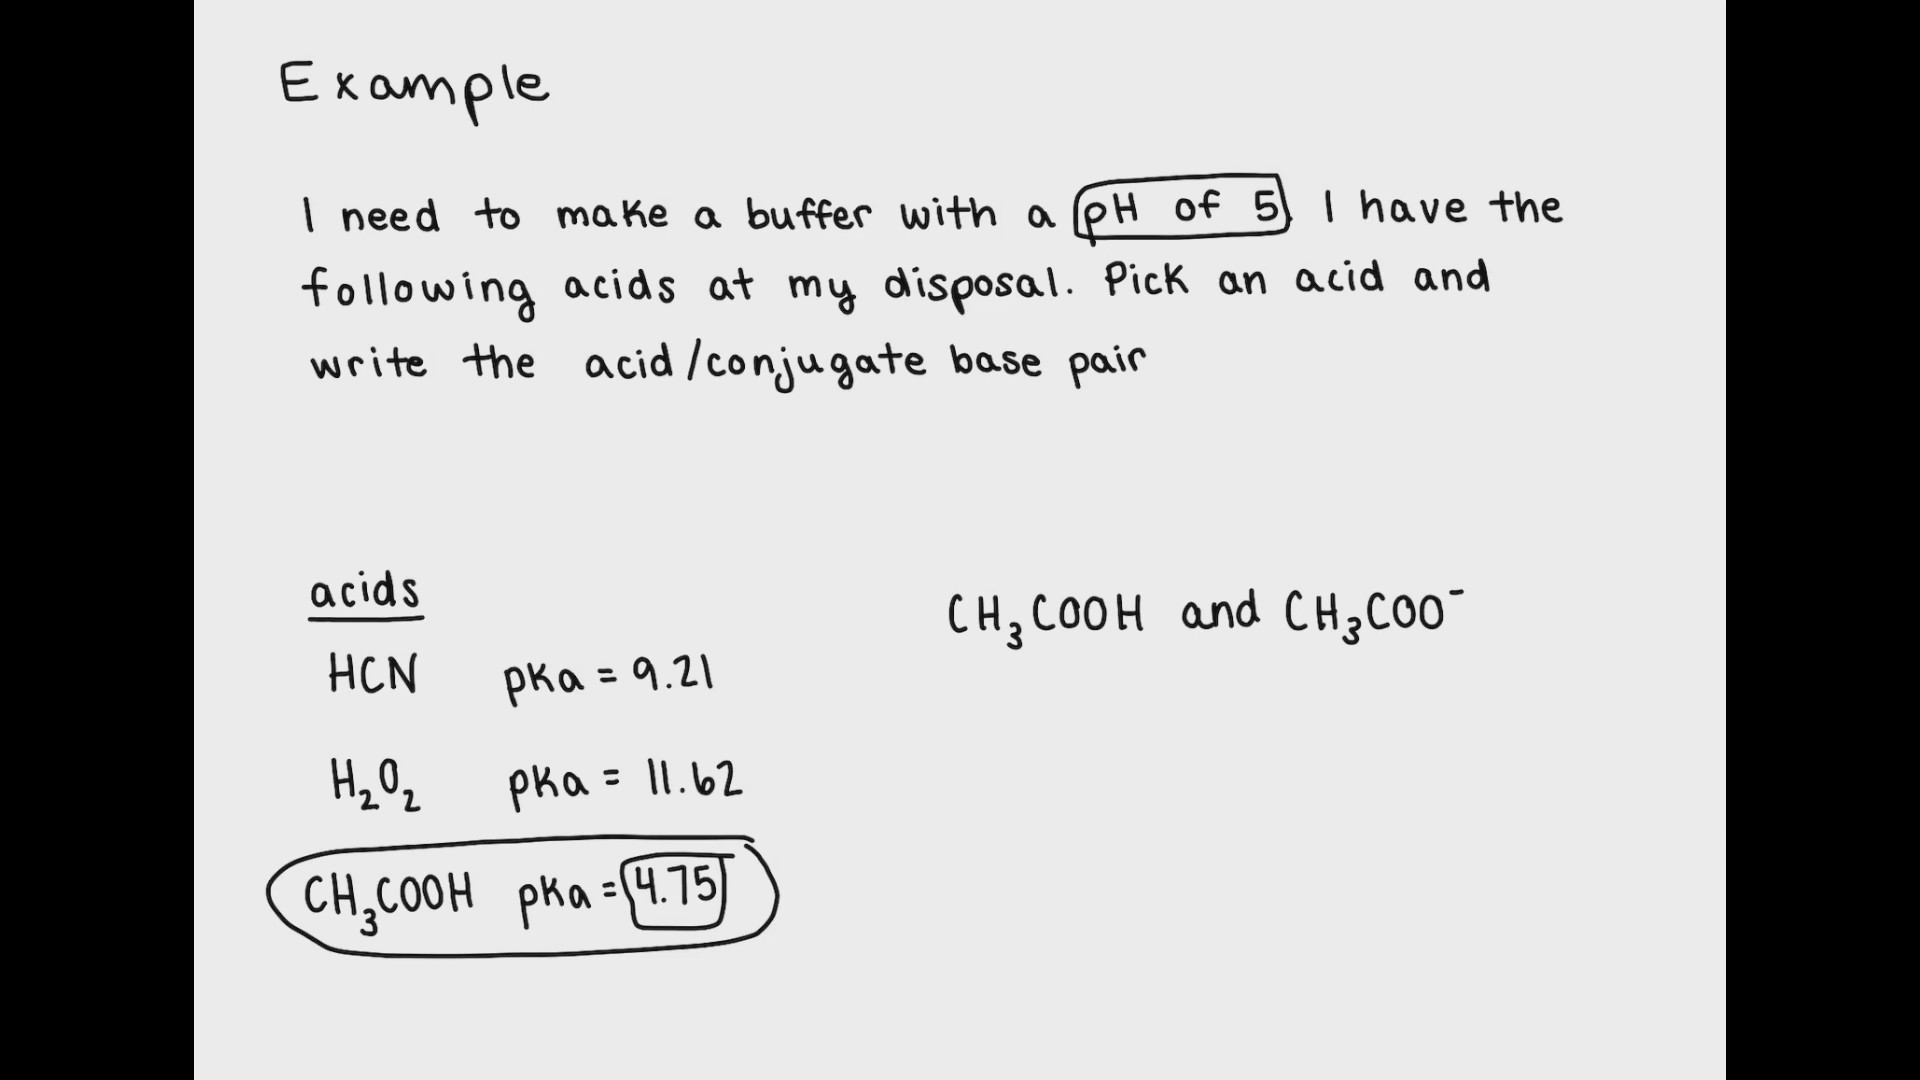 Example
I need to make a buffer with a pH of 5. I have the
following acids at my disposal. Pick an acid and
write the acid/conjugate base pair
acids
CH₃COOH and CH₃COO⁻
HCN pka = 9.21
H₂O₂ pka = 11.62
CH₃COOH pka = 4.75